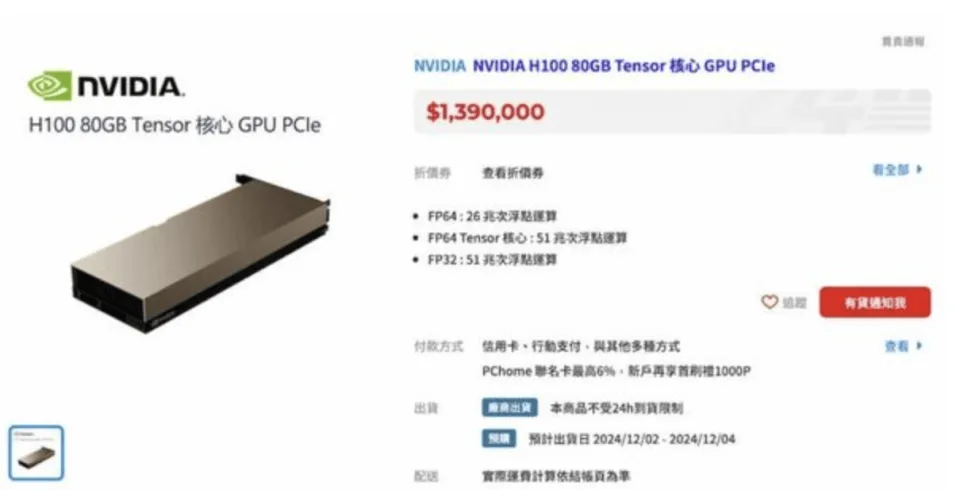 NVIDIA.
H100 80GB Tensor 核心 GPU PCIe
貴賣通報
NVIDIA NVIDIA H100 80GB Tensor 核心 GPU PCIe
$1,390,000
折價券 查看折價券 看全部
FP64 : 26 兆次浮點運算
FP64 Tensor 核心 : 51 兆次浮點運算
FP32 : 51 兆次浮點運算
追蹤 有貨通知我
付款方式 信用卡、行動支付，與其他多種方式 查看
PChome 聯名卡最高6%，新戶再享首刷禮1000P
出貨 廠商出貨 本商品不受24h到貨限制
預購 預計出貨日 2024/12/02 - 2024/12/04
配送 實際運費計算依結帳頁為準